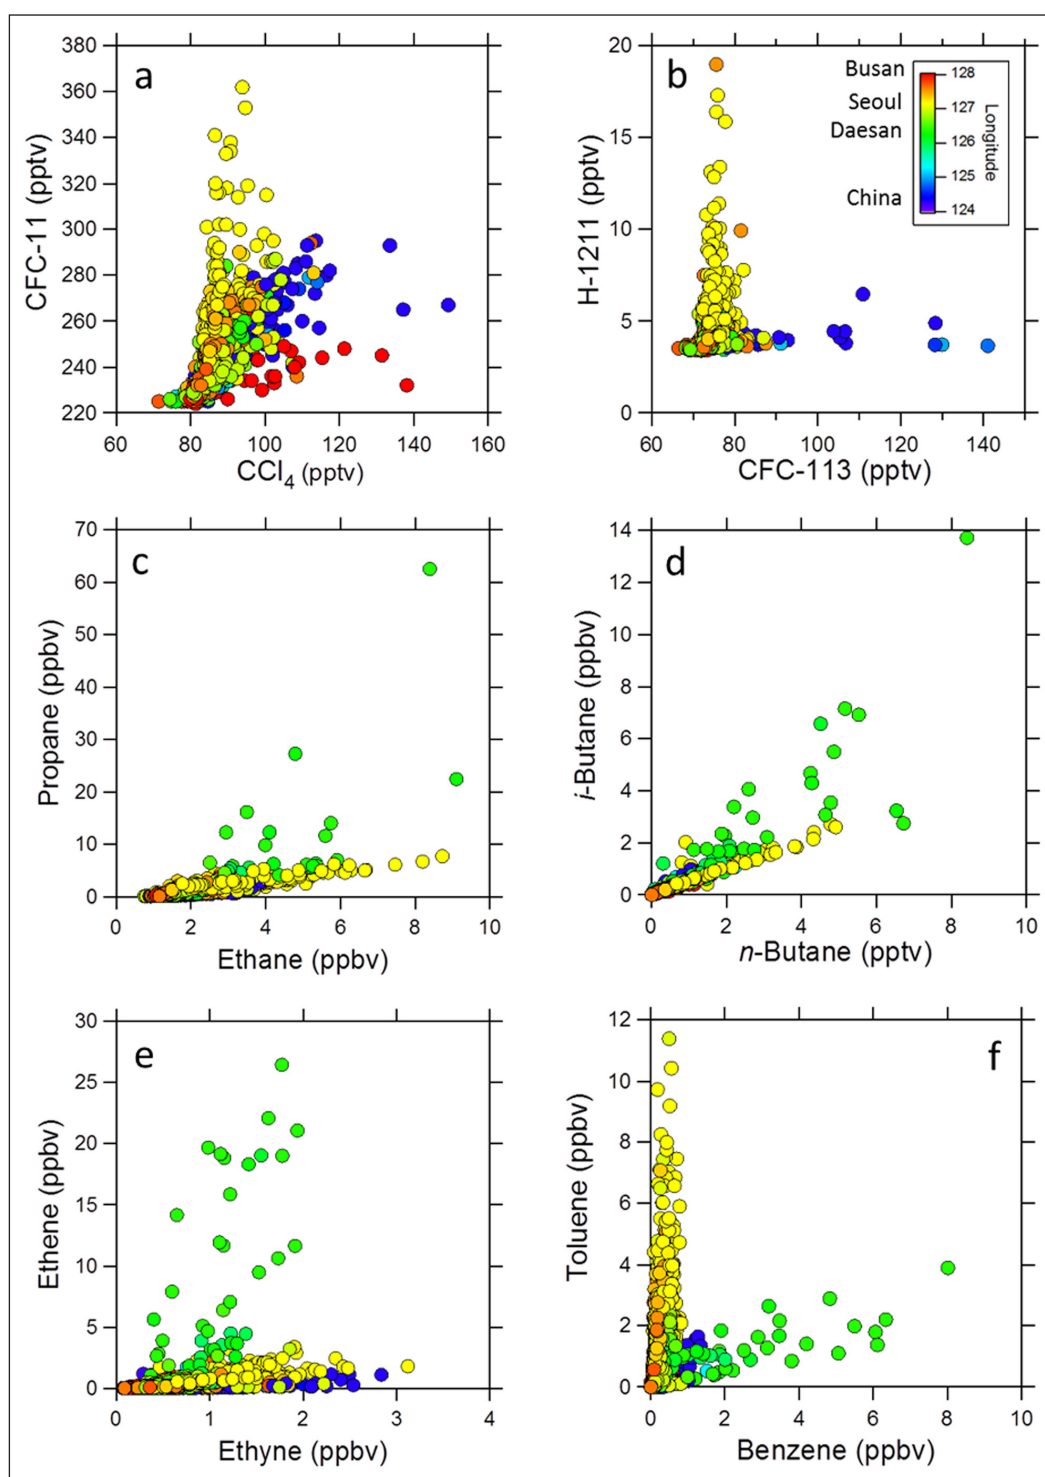 a
380
360
340
320
300
280
260
240
220
CFC-11 (pptv)
60 80 100 120 140 160
CCl4 (pptv)
b
20
15
10
5
0
H-1211 (pptv)
60 80 100 120 140
CFC-113 (pptv)
Busan
Seoul
Daesan
China
128
127
126
125
124
Longitude
c
70
60
50
40
30
20
10
0
Propane (ppbv)
0 2 4 6 8 10
Ethane (ppbv)
d
14
12
10
8
6
4
2
0
i-Butane (ppbv)
0 2 4 6 8 10
n-Butane (pptv)
e
30
25
20
15
10
5
0
Ethene (ppbv)
0 1 2 3 4
Ethyne (ppbv)
f
12
10
8
6
4
2
0
Toluene (ppbv)
0 2 4 6 8 10
Benzene (ppbv)